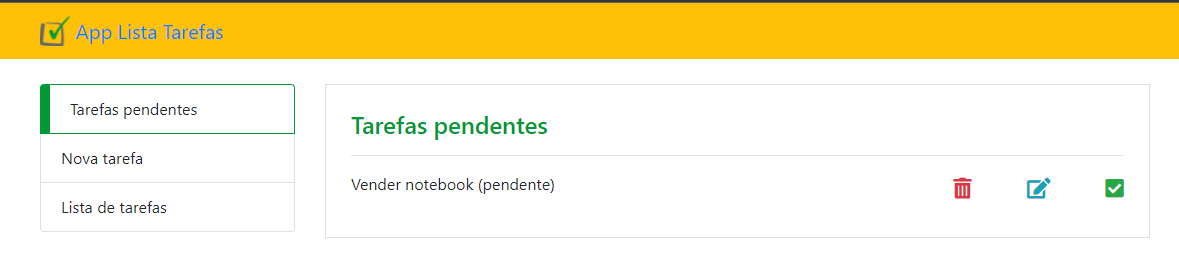 App Lista Tarefas
Tarefas pendentes
Nova tarefa
Lista de tarefas
Tarefas pendentes
Vender notebook (pendente)